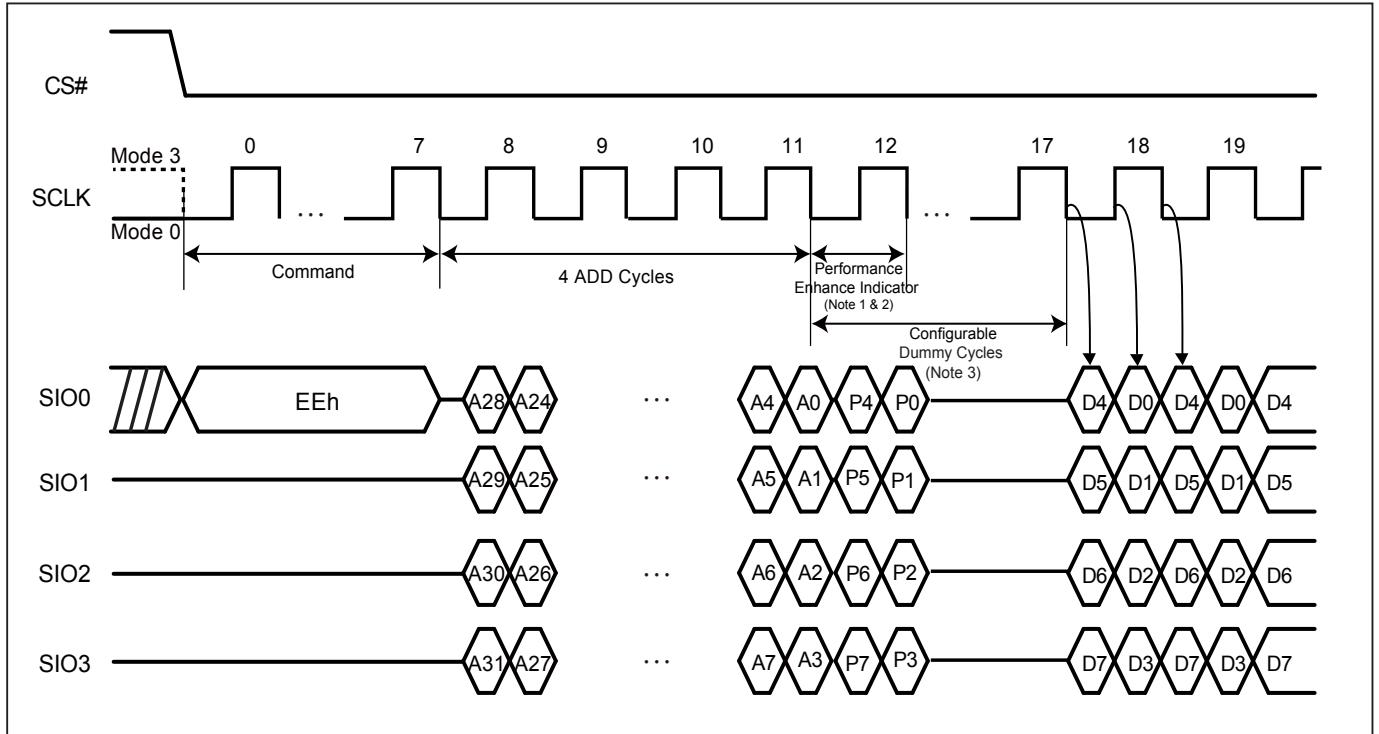 CS#
Mode 3
0 7 8 9 10 11 12 17 18 19
SCLK
...
...
Mode 0
Command
4 ADD Cycles
Performance
Enhance Indicator
(Note 1 & 2)
Configurable
Dummy Cycles
(Note 3)
SIO0 EEh A28 A24 ... A4 A0 P4 P0 D4 D0 D4 D0 D4
SIO1 A29 A25 ... A5 A1 P5 P1 D5 D1 D5 D1 D5
SIO2 A30 A26 ... A6 A2 P6 P2 D6 D2 D6 D2 D6
SIO3 A31 A27 ... A7 A3 P7 P3 D7 D3 D7 D3 D7